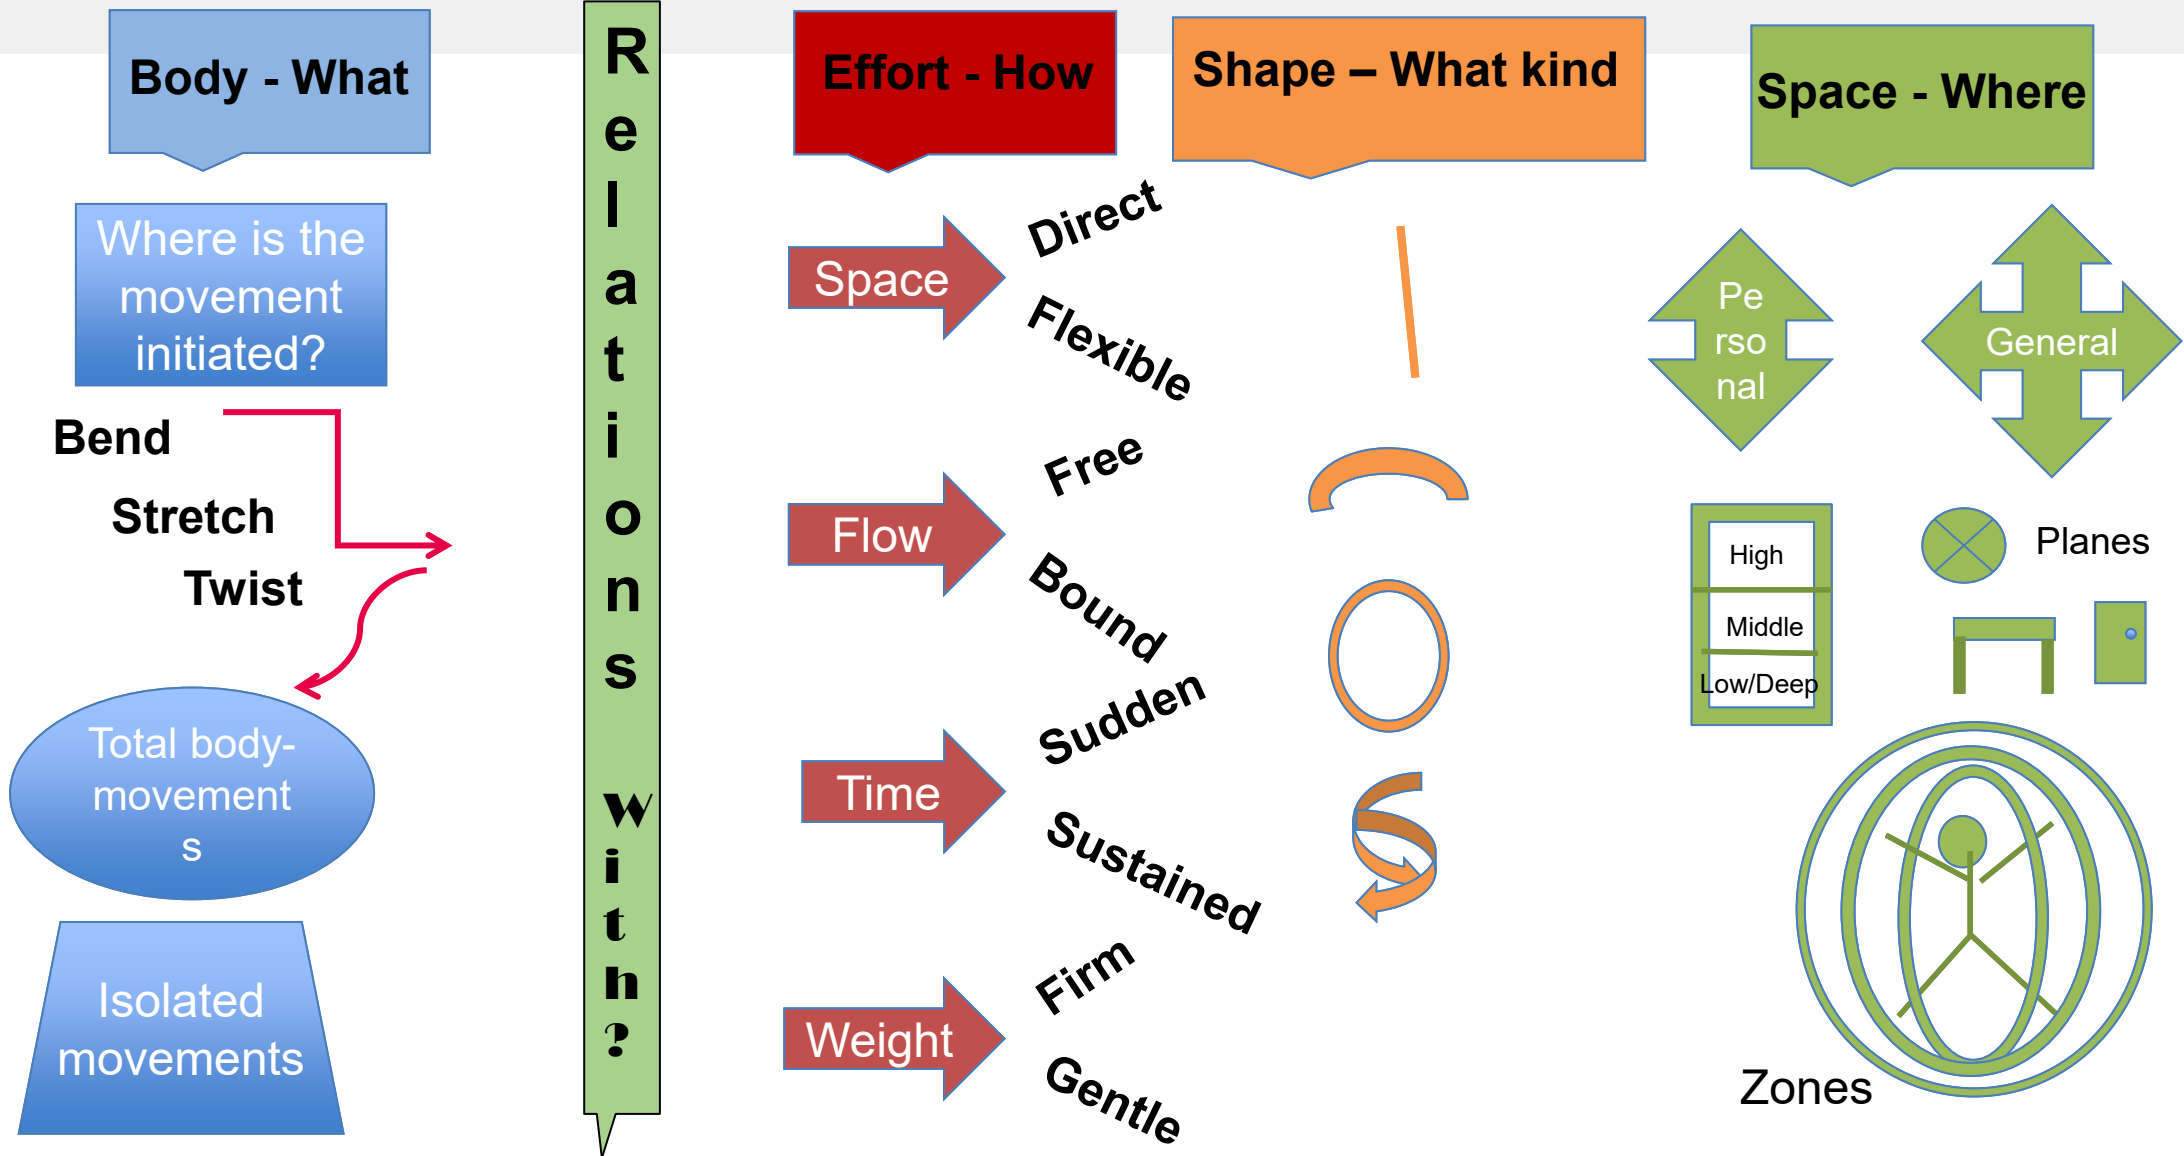 Body - What
Where is the
movement
initiated?
Bend
Stretch
Twist
Total body-
movement
s
Isolated
movements
Relations
with?
Effort - How
Space
Direct
Flexible
Flow
Free
Bound
Time
Sudden
Sustained
Weight
Firm
Gentle
Shape – What kind
Space - Where
Pe
rso
nal
General
High
Middle
Low/Deep
Planes
Zones